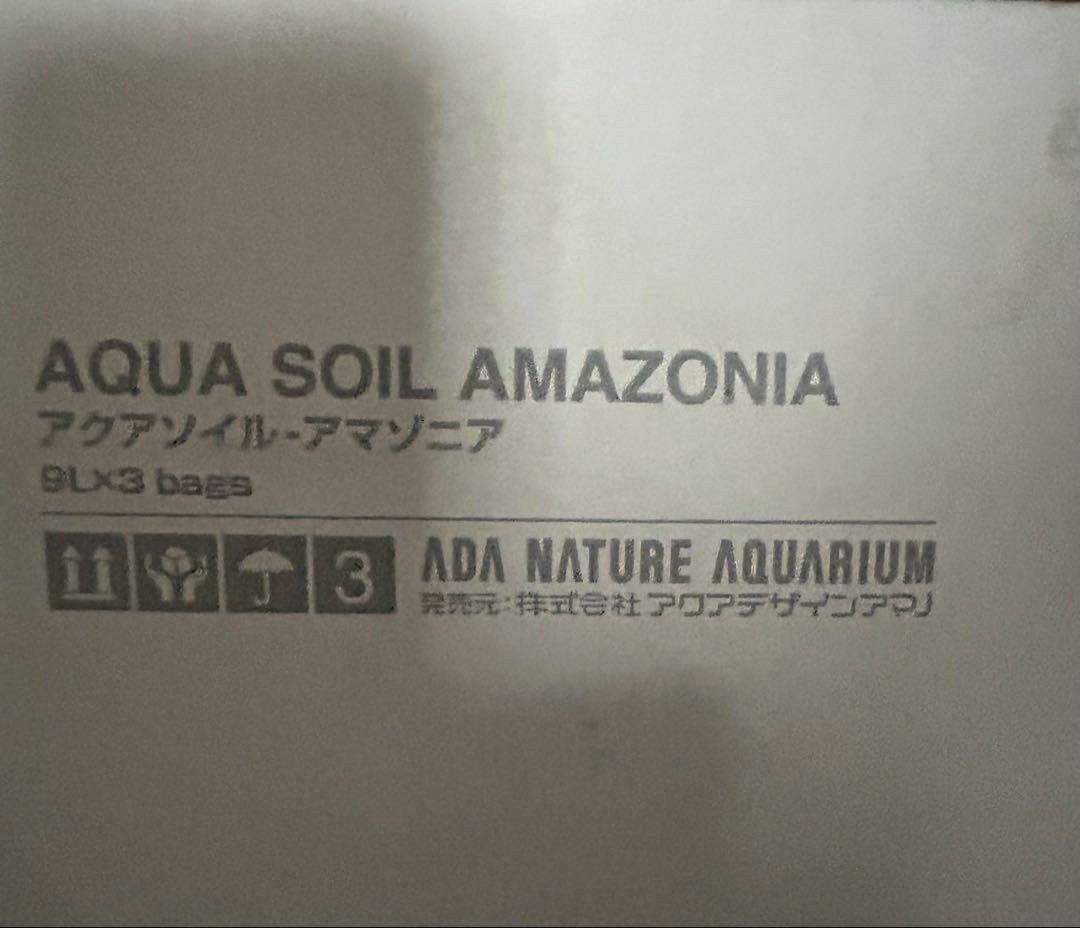 AQUA SOIL AMAZONIA
アクアソイル-アマゾニア
9L×3 bags
3 ADA NATURE AQUARIUM
発売元:株式会社アクアデザインアマノ